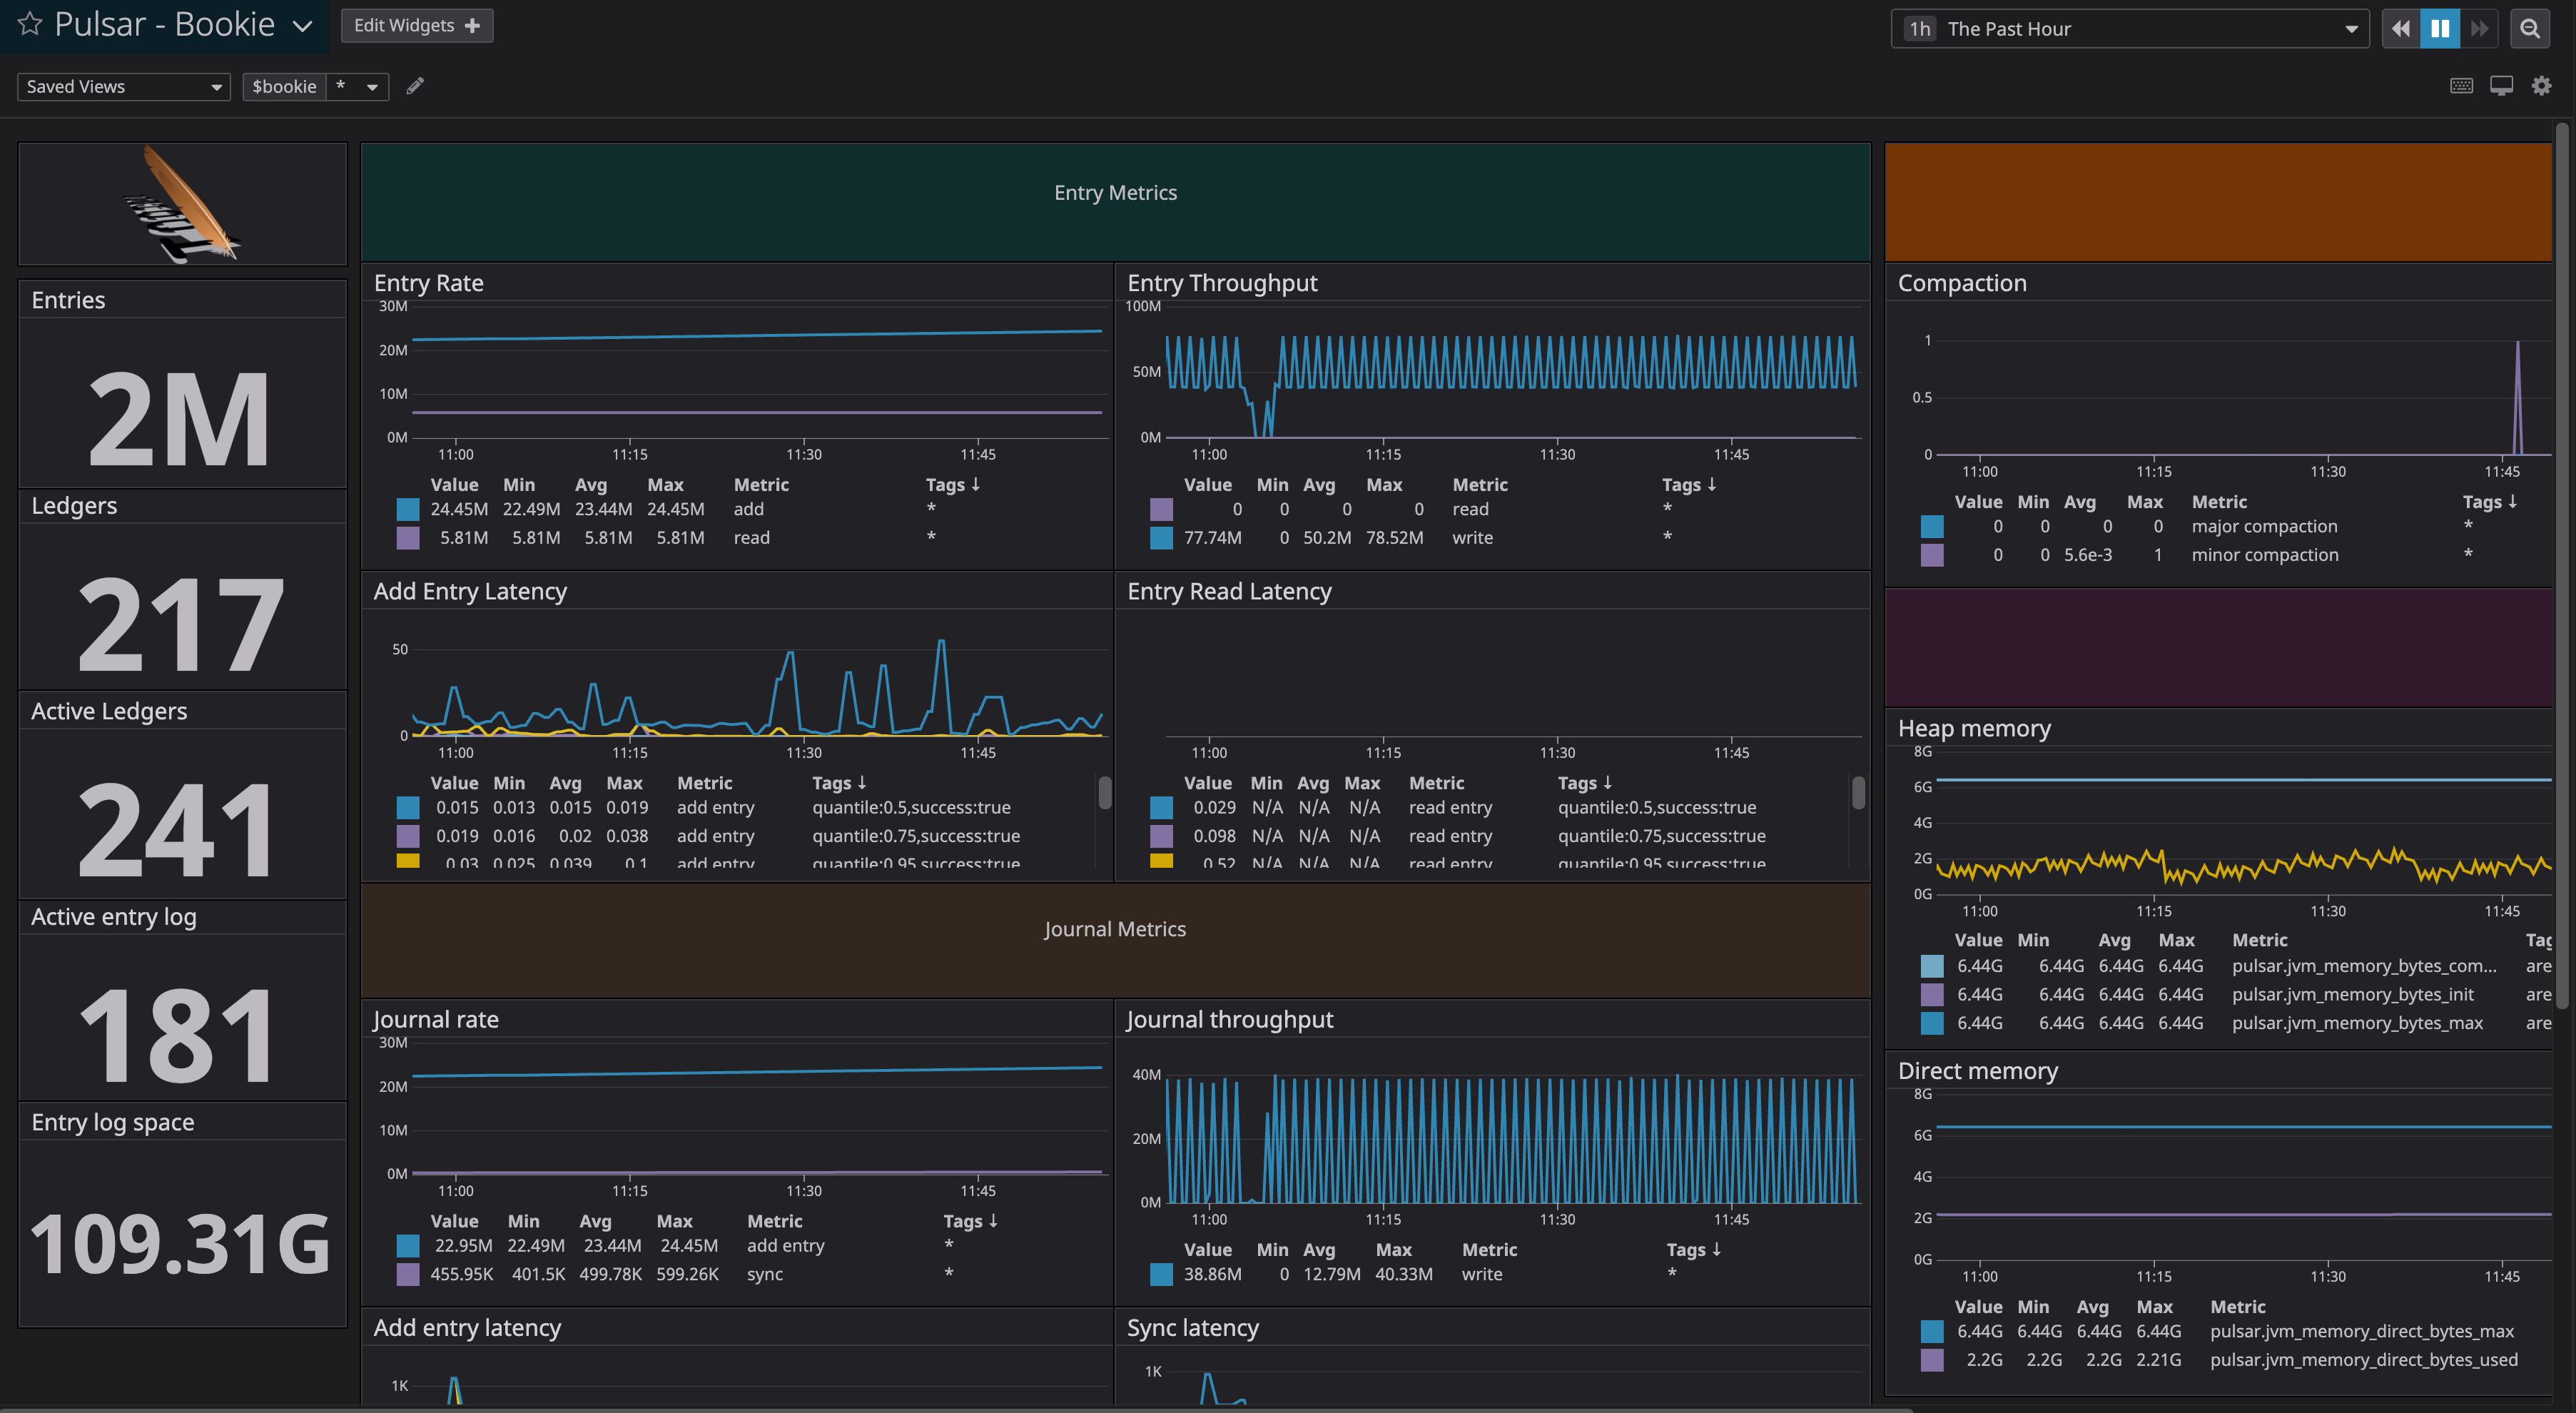 Pulsar - Bookie
Edit Widgets +
1h The Past Hour
Saved Views
$bookie *
Entries
2M
Ledgers
217
Active Ledgers
241
Active entry log
181
Entry log space
109.31G
Entry Metrics
Entry Rate
30M
20M
10M
0M
11:00 11:15 11:30 11:45
Value Min Avg Max Metric Tags ↓
24.45M 22.49M 23.44M 24.45M add *
5.81M 5.81M 5.81M 5.81M read *
Entry Throughput
100M
50M
0M
11:00 11:15 11:30 11:45
Value Min Avg Max Metric Tags ↓
0 0 0 0 read *
77.74M 0 50.2M 78.52M write *
Add Entry Latency
50
0
11:00 11:15 11:30 11:45
Value Min Avg Max Metric Tags ↓
0.015 0.013 0.015 0.019 add entry quantile:0.5,success:true
0.019 0.016 0.02 0.038 add entry quantile:0.75,success:true
0.03 0.025 0.039 0.1 add entry quantile:0.95,success:true
Entry Read Latency
11:00 11:15 11:30 11:45
Value Min Avg Max Metric Tags ↓
0.029 N/A N/A N/A read entry quantile:0.5,success:true
0.098 N/A N/A N/A read entry quantile:0.75,success:true
0.52 N/A N/A N/A read entry quantile:0.95,success:true
Journal Metrics
Journal rate
30M
20M
10M
0M
11:00 11:15 11:30 11:45
Value Min Avg Max Metric Tags ↓
22.95M 22.49M 23.44M 24.45M add entry *
455.95K 401.5K 499.78K 599.26K sync *
Journal throughput
40M
20M
0M
11:00 11:15 11:30 11:45
Value Min Avg Max Metric Tags ↓
38.86M 0 12.79M 40.33M write *
Add entry latency
1K
Sync latency
1K
Compaction
1
0.5
0
11:00 11:15 11:30 11:45
Value Min Avg Max Metric Tags ↓
0 0 0 0 major compaction *
0 0 5.6e-3 1 minor compaction *
Heap memory
8G
6G
4G
2G
0G
11:00 11:15 11:30 11:45
Value Min Avg Max Metric Tag
6.44G 6.44G 6.44G 6.44G pulsar.jvm_memory_bytes_com... are
6.44G 6.44G 6.44G 6.44G pulsar.jvm_memory_bytes_init are
6.44G 6.44G 6.44G 6.44G pulsar.jvm_memory_bytes_max are
Direct memory
8G
6G
4G
2G
0G
11:00 11:15 11:30 11:45
Value Min Avg Max Metric
6.44G 6.44G 6.44G 6.44G pulsar.jvm_memory_direct_bytes_max
2.2G 2.2G 2.2G 2.21G pulsar.jvm_memory_direct_bytes_used